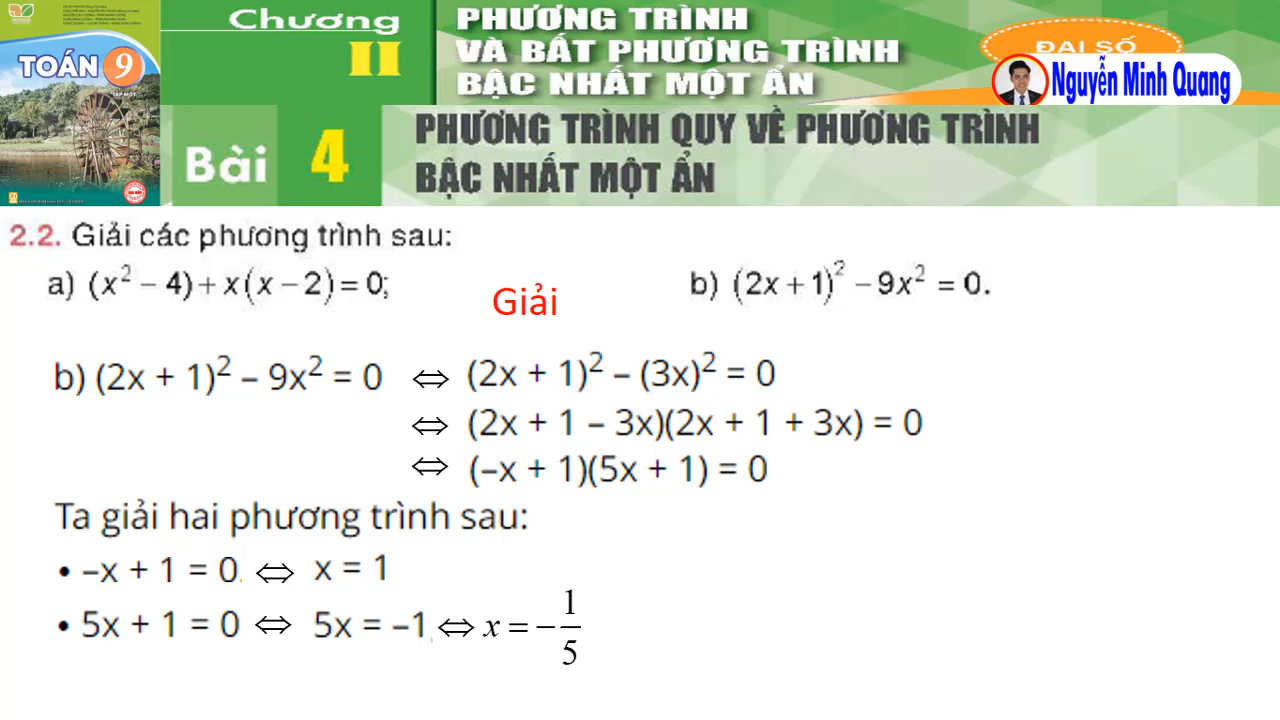 TOÁN 9
TẬP MỘT
Chương
II
PHƯƠNG TRÌNH
VÀ BẤT PHƯƠNG TRÌNH
BẬC NHẤT MỘT ẨN
ĐẠI SỐ
Nguyễn Minh Quang
Bài 4
PHƯƠNG TRÌNH QUY VỀ PHƯƠNG TRÌNH
BẬC NHẤT MỘT ẨN
2.2. Giải các phương trình sau:
a) (x² – 4) + x(x – 2) = 0; b) (2x + 1)² – 9x² = 0.
Giải
b) (2x + 1)² – 9x² = 0 ⇔ (2x + 1)² – (3x)² = 0
⇔ (2x + 1 – 3x)(2x + 1 + 3x) = 0
⇔ (–x + 1)(5x + 1) = 0
Ta giải hai phương trình sau:
• –x + 1 = 0 ⇔ x = 1
• 5x + 1 = 0 ⇔ 5x = –1 ⇔ x = –1/5